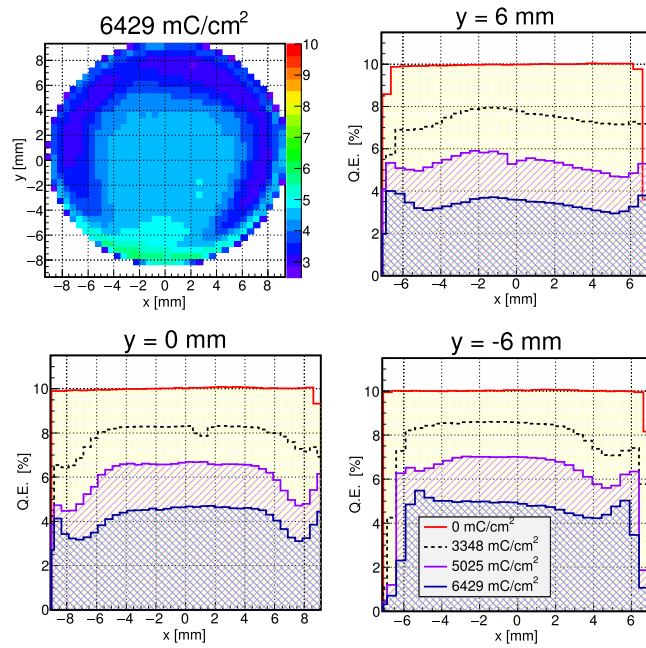 6429 mC/cm²
y [mm]
8
6
4
2
0
−2
−4
−6
−8
−8 −6 −4 −2 0 2 4 6 8
x [mm]
10
9
8
7
6
5
4
3
y = 6 mm
Q.E. [%]
10
8
6
4
2
0
−6 −4 −2 0 2 4 6
x [mm]
y = 0 mm
Q.E. [%]
10
8
6
4
2
0
−8 −6 −4 −2 0 2 4 6 8
x [mm]
y = -6 mm
Q.E. [%]
10
8
6
4
2
0
0 mC/cm²
3348 mC/cm²
5025 mC/cm²
6429 mC/cm²
−6 −4 −2 0 2 4 6
x [mm]